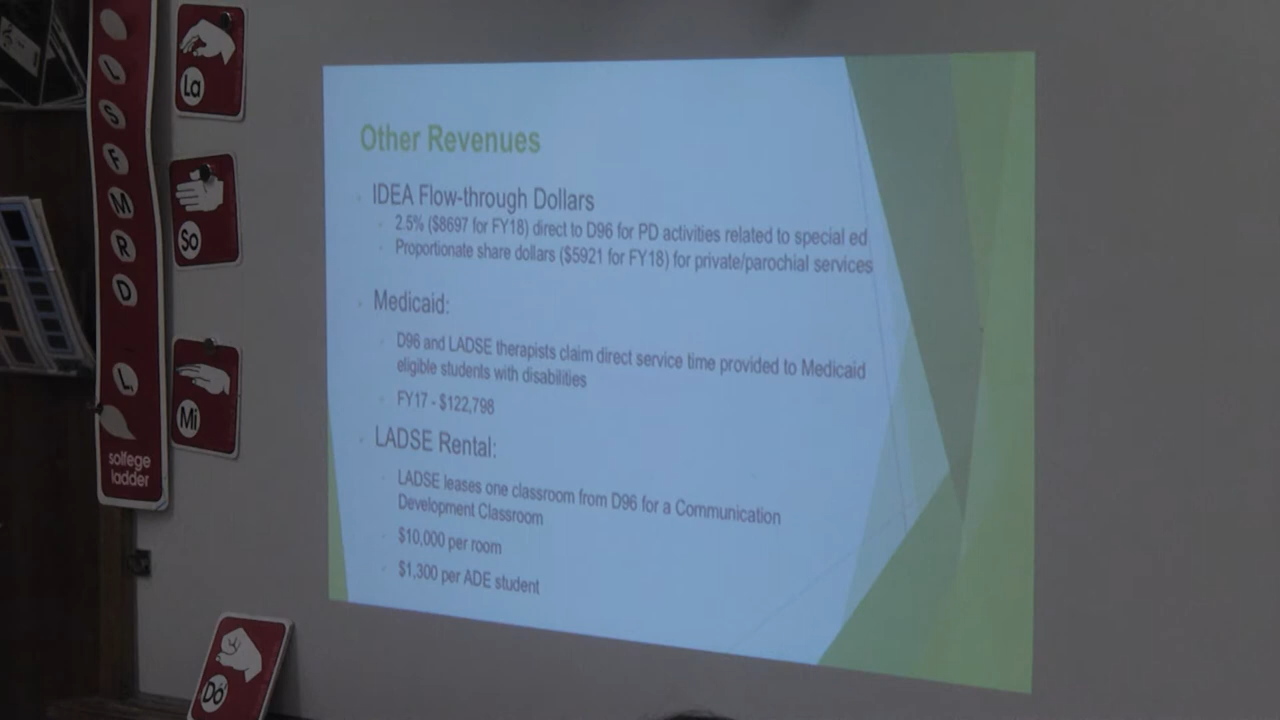 La
L
S
F
M
R
D
So
L
Mi
solfege
ladder
Do
Other Revenues
IDEA Flow-through Dollars
2.5% ($8697 for FY18) direct to D96 for PD activities related to special ed
Proportionate share dollars ($5921 for FY18) for private/parochial services
Medicaid:
D96 and LADSE therapists claim direct service time provided to Medicaid
eligible students with disabilities
FY17 - $122,798
LADSE Rental:
LADSE leases one classroom from D96 for a Communication
Development Classroom
$10,000 per room
$1,300 per ADE student